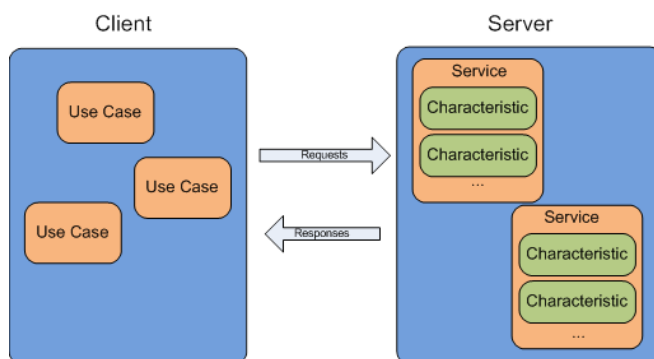 Client
Server
Use Case
Use Case
Use Case
Requests
Responses
Service
Characteristic
Characteristic
...
Service
Characteristic
Characteristic
...